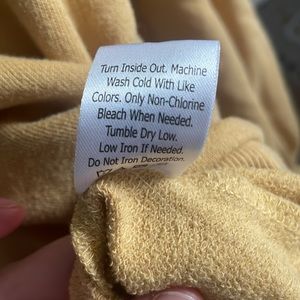 Turn Inside Out. Machine
Wash Cold With Like
Colors. Only Non-Chlorine
Bleach When Needed.
Tumble Dry Low.
Low Iron If Needed.
Do Not Iron Decoration.